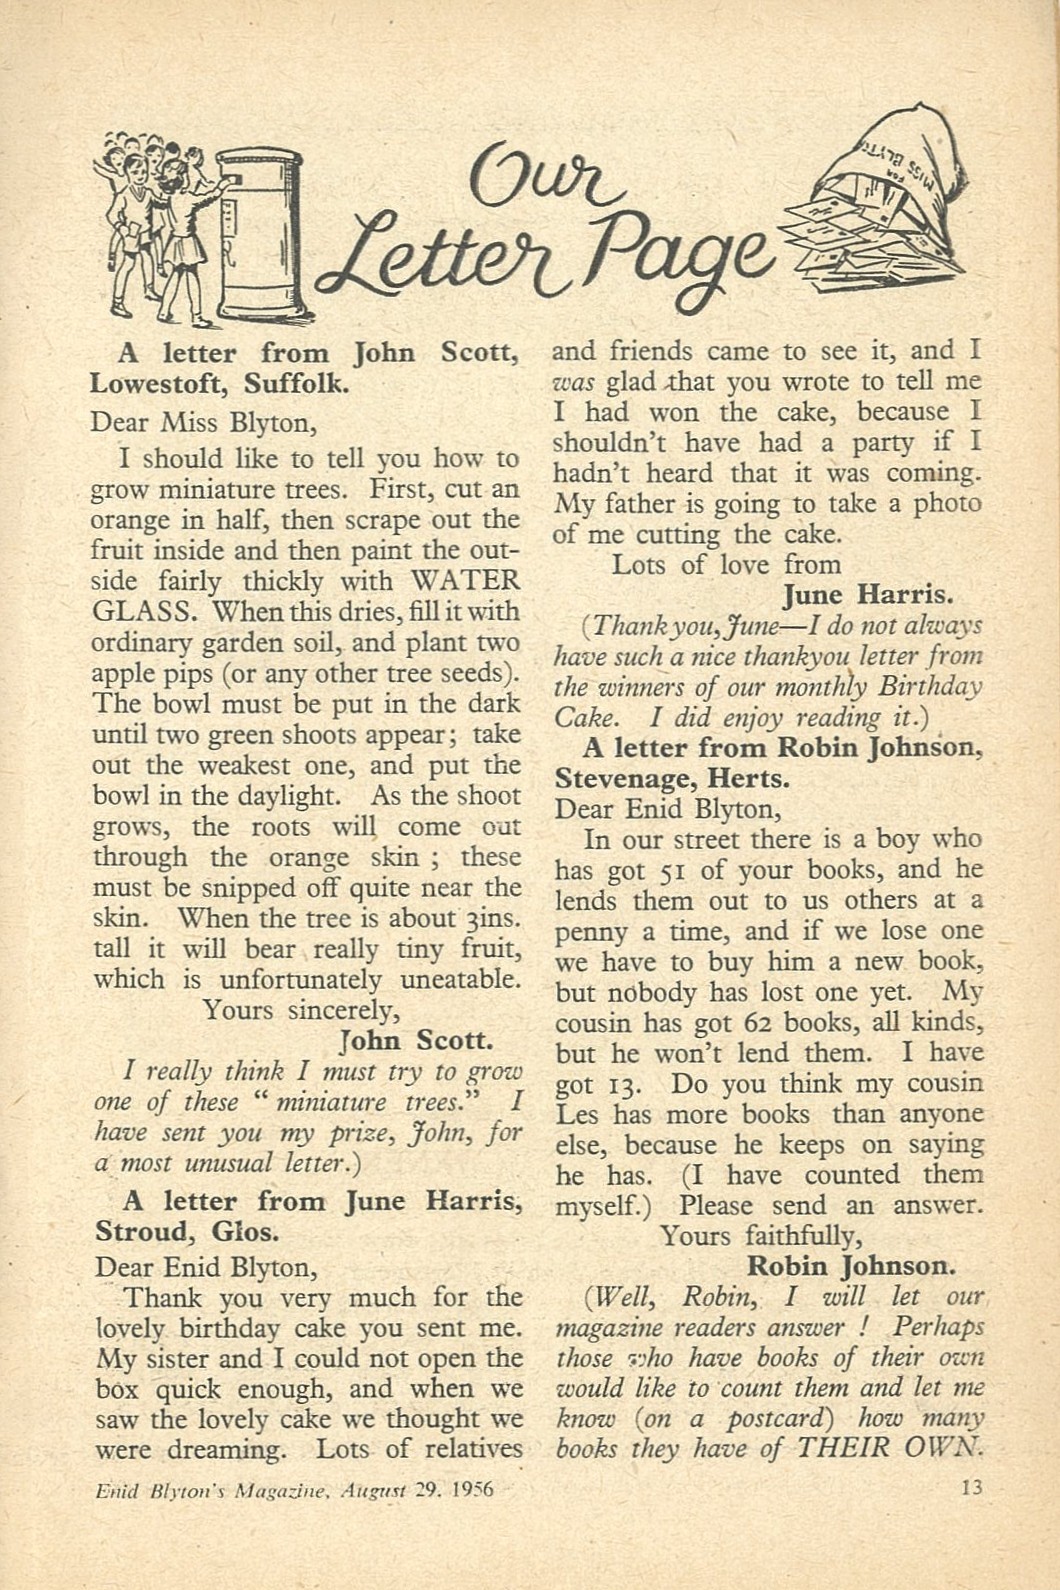 Our
Letter Page
FOR
MISS BLYTON
A letter from John Scott,
Lowestoft, Suffolk.
Dear Miss Blyton,
I should like to tell you how to
grow miniature trees. First, cut an
orange in half, then scrape out the
fruit inside and then paint the out-
side fairly thickly with WATER
GLASS. When this dries, fill it with
ordinary garden soil, and plant two
apple pips (or any other tree seeds).
The bowl must be put in the dark
until two green shoots appear; take
out the weakest one, and put the
bowl in the daylight. As the shoot
grows, the roots will come out
through the orange skin ; these
must be snipped off quite near the
skin. When the tree is about 3ins.
tall it will bear really tiny fruit,
which is unfortunately uneatable.
Yours sincerely,
John Scott.
I really think I must try to grow
one of these “ miniature trees.” I
have sent you my prize, John, for
a most unusual letter.)
A letter from June Harris,
Stroud, Glos.
Dear Enid Blyton,
Thank you very much for the
lovely birthday cake you sent me.
My sister and I could not open the
box quick enough, and when we
saw the lovely cake we thought we
were dreaming. Lots of relatives
and friends came to see it, and I
was glad that you wrote to tell me
I had won the cake, because I
shouldn't have had a party if I
hadn't heard that it was coming.
My father is going to take a photo
of me cutting the cake.
Lots of love from
June Harris.
(Thank you, June—I do not always
have such a nice thankyou letter from
the winners of our monthly Birthday
Cake. I did enjoy reading it.)
A letter from Robin Johnson,
Stevenage, Herts.
Dear Enid Blyton,
In our street there is a boy who
has got 51 of your books, and he
lends them out to us others at a
penny a time, and if we lose one
we have to buy him a new book,
but nobody has lost one yet. My
cousin has got 62 books, all kinds,
but he won't lend them. I have
got 13. Do you think my cousin
Les has more books than anyone
else, because he keeps on saying
he has. (I have counted them
myself.) Please send an answer.
Yours faithfully,
Robin Johnson.
(Well, Robin, I will let our
magazine readers answer ! Perhaps
those who have books of their own
would like to count them and let me
know (on a postcard) how many
books they have of THEIR OWN.
Enid Blyton's Magazine, August 29. 1956
13